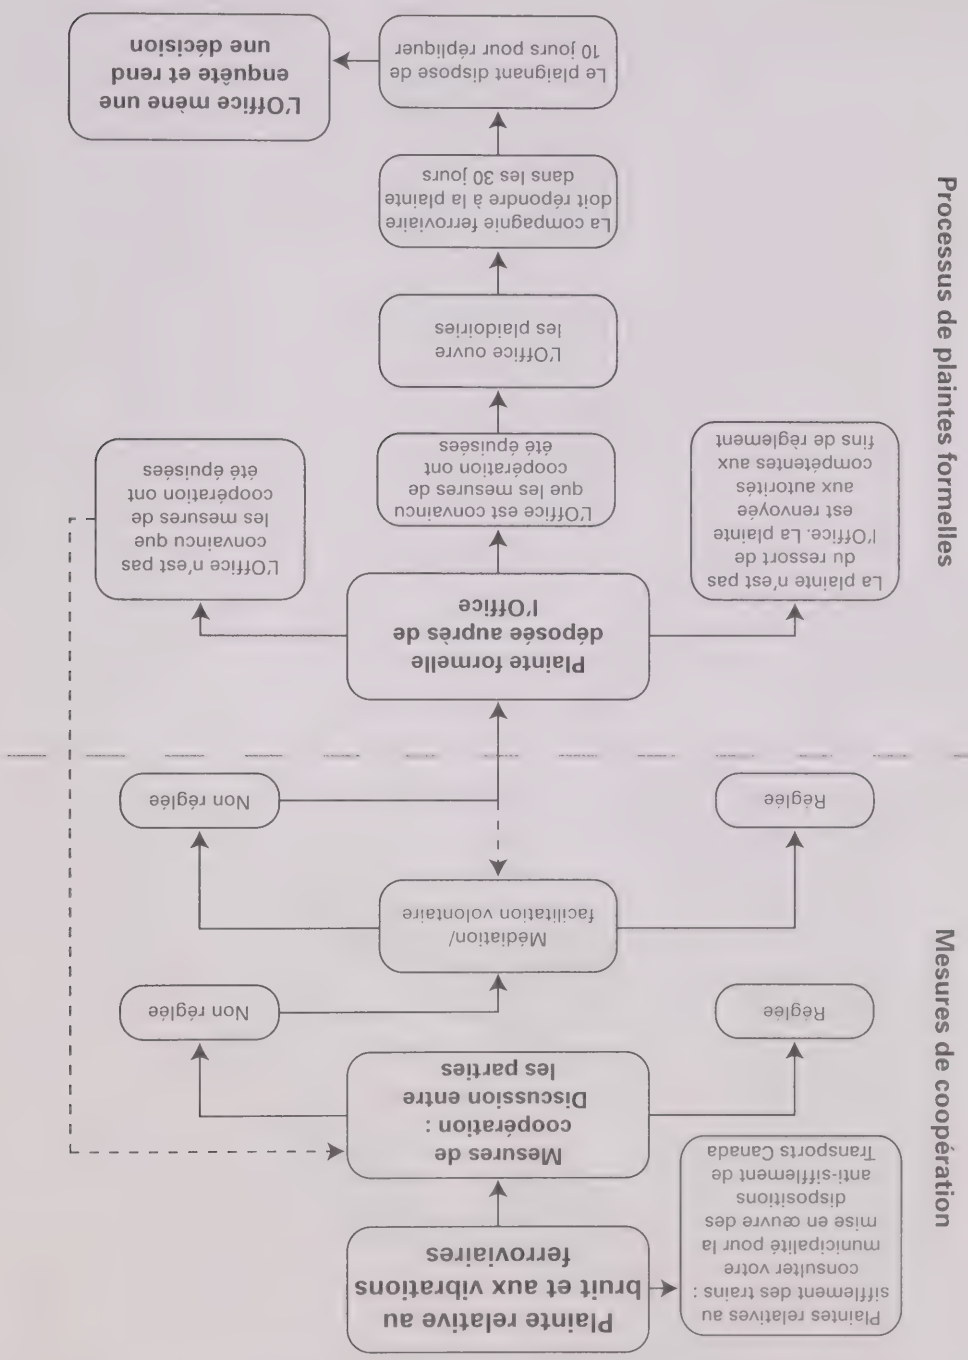 Plainte relative au
bruit et aux vibrations
ferroviaires
Plaintes relatives au
sifflement des trains :
consulter votre
municipalité pour la
mise en œuvre des
dispositions
anti-sifflement de
Transports Canada
Mesures de
coopération :
Discussion entre
les parties
Réglée
Non réglée
Médiation/
facilitation volontaire
Réglée
Non réglée
Mesures de coopération
Plainte formelle
déposée auprès de
l'Office
La plainte n'est pas
du ressort de
l'Office. La plainte
est renvoyée
aux autorités
compétentes aux
fins de règlement
L'Office est convaincu
que les mesures de
coopération ont
été épuisées
L'Office n'est pas
convaincu que
les mesures de
coopération ont
été épuisées
L'Office ouvre
les plaidoiries
La compagnie ferroviaire
doit répondre à la plainte
dans les 30 jours
Le plaignant dispose de
10 jours pour répliquer
L'Office mène une
enquête et rend
une décision
Processus de plaintes formelles